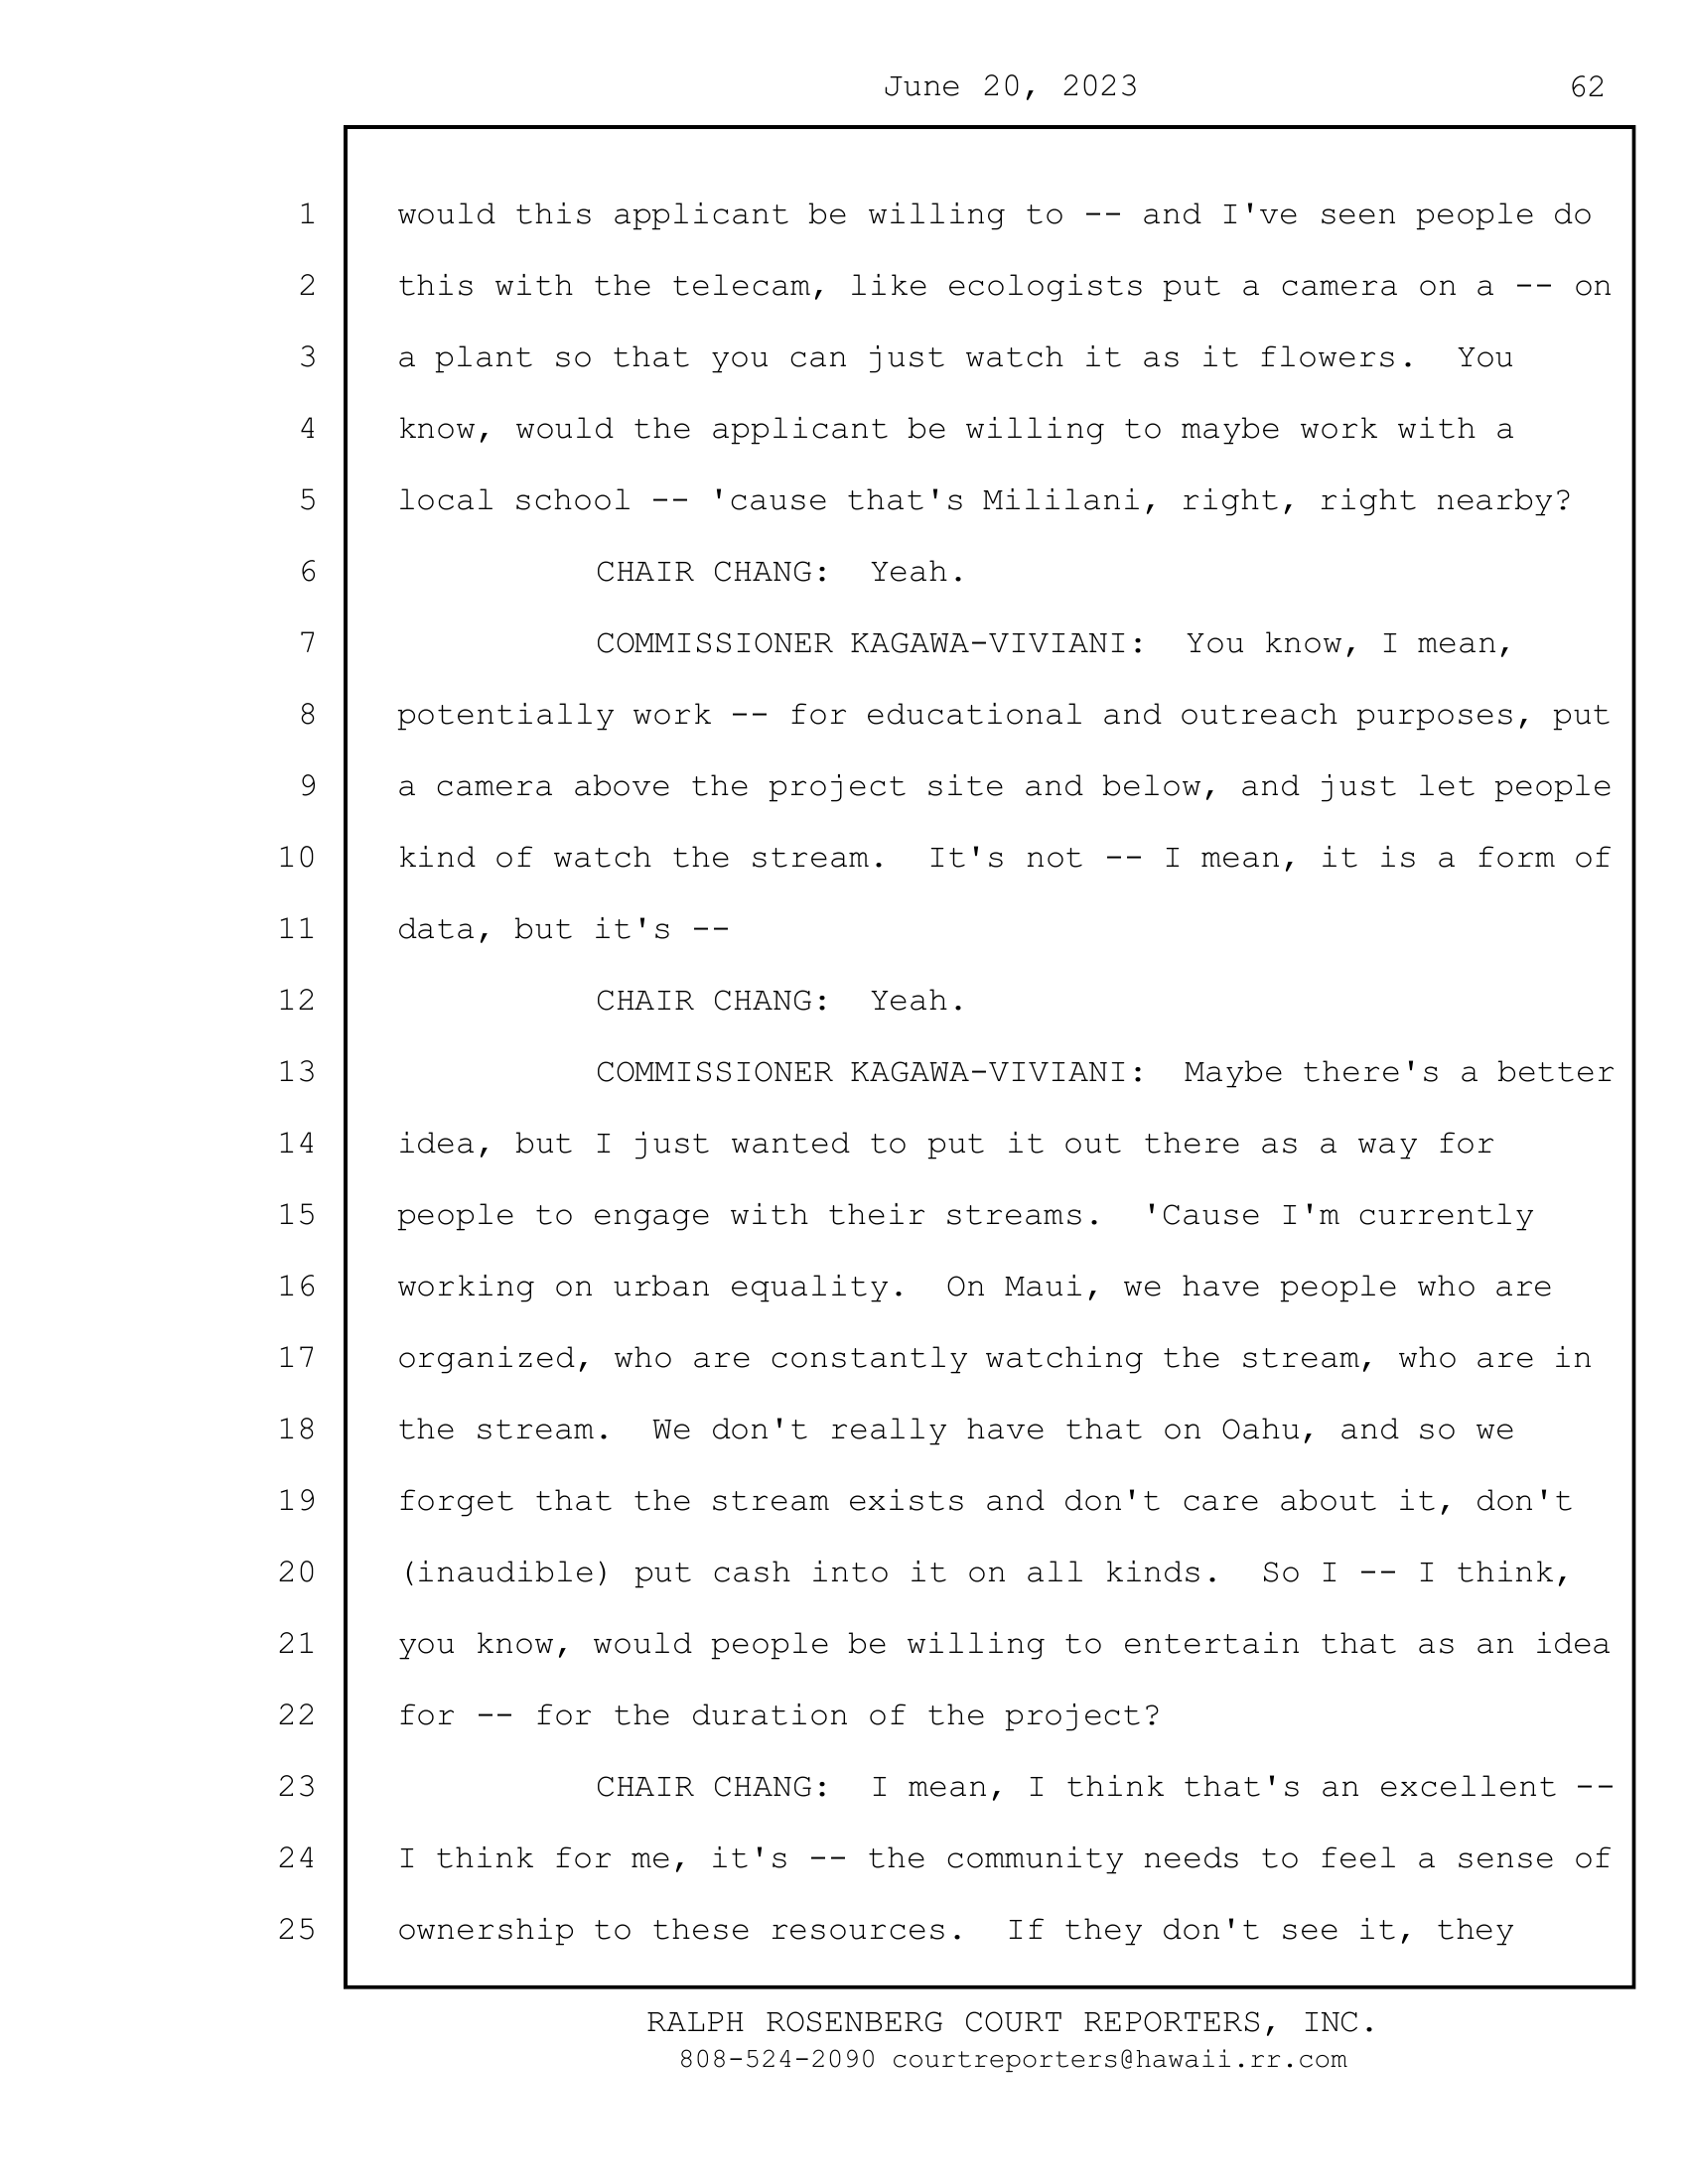 June 20, 2023 62
1 would this applicant be willing to -- and I've seen people do
2 this with the telecam, like ecologists put a camera on a -- on
3 a plant so that you can just watch it as it flowers.  You
4 know, would the applicant be willing to maybe work with a
5 local school -- 'cause that's Mililani, right, right nearby?
6 CHAIR CHANG:  Yeah.
7 COMMISSIONER KAGAWA-VIVIANI:  You know, I mean,
8 potentially work -- for educational and outreach purposes, put
9 a camera above the project site and below, and just let people
10 kind of watch the stream.  It's not -- I mean, it is a form of
11 data, but it's --
12 CHAIR CHANG:  Yeah.
13 COMMISSIONER KAGAWA-VIVIANI:  Maybe there's a better
14 idea, but I just wanted to put it out there as a way for
15 people to engage with their streams.  'Cause I'm currently
16 working on urban equality.  On Maui, we have people who are
17 organized, who are constantly watching the stream, who are in
18 the stream.  We don't really have that on Oahu, and so we
19 forget that the stream exists and don't care about it, don't
20 (inaudible) put cash into it on all kinds.  So I -- I think,
21 you know, would people be willing to entertain that as an idea
22 for -- for the duration of the project?
23 CHAIR CHANG:  I mean, I think that's an excellent --
24 I think for me, it's -- the community needs to feel a sense of
25 ownership to these resources.  If they don't see it, they
RALPH ROSENBERG COURT REPORTERS, INC.
808-524-2090 courtreporters@hawaii.rr.com